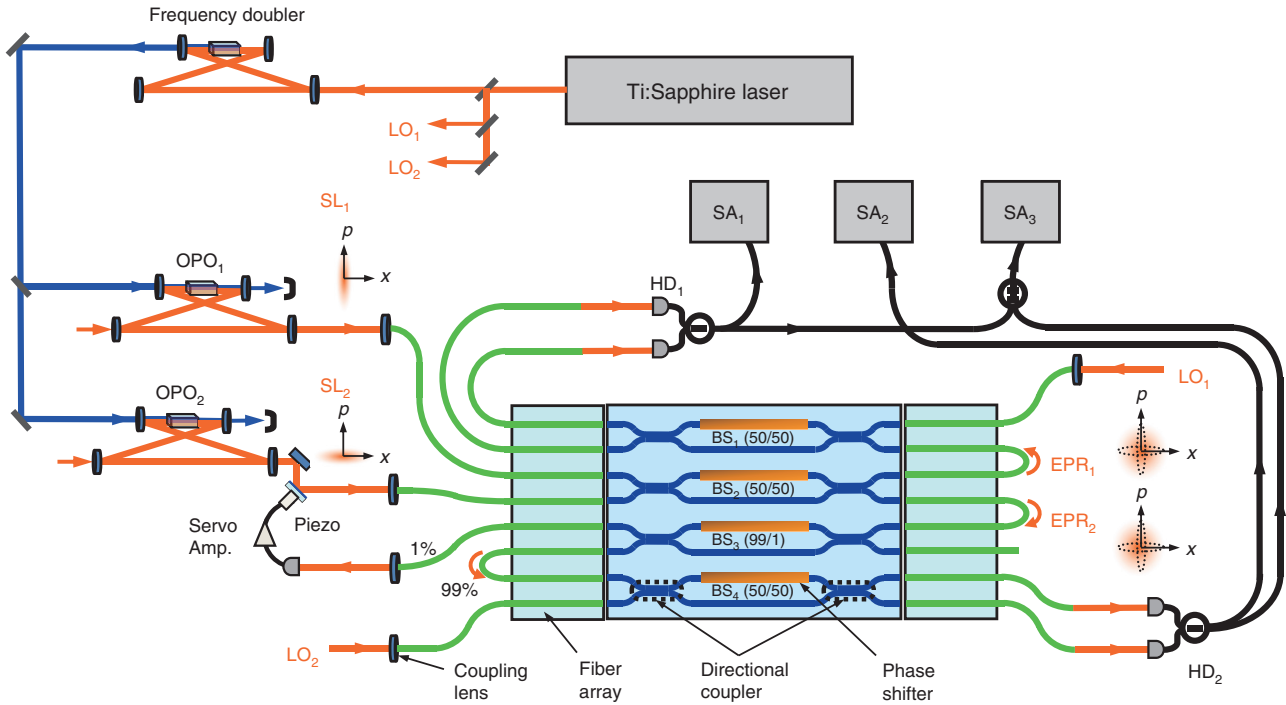 Frequency doubler
Ti:Sapphire laser
LO1
LO2
SL1
p
x
OPO1
SA1
SA2
SA3
HD1
SL2
p
x
OPO2
LO1
p
x
EPR1
BS1 (50/50)
BS2 (50/50)
BS3 (99/1)
BS4 (50/50)
EPR2
p
x
Servo
Amp.
Piezo
1%
99%
LO2
Coupling
lens
Fiber
array
Directional
coupler
Phase
shifter
HD2